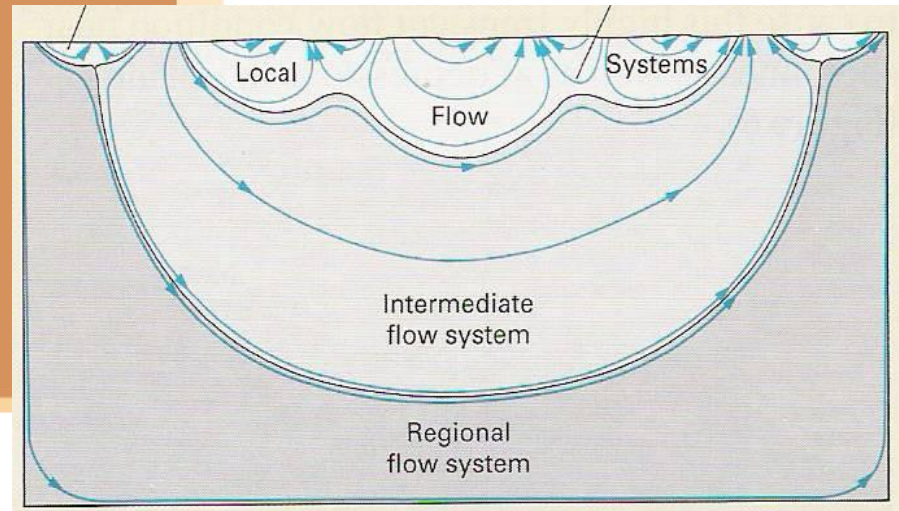 Local
Systems
Flow
Intermediate
flow system
Regional
flow system